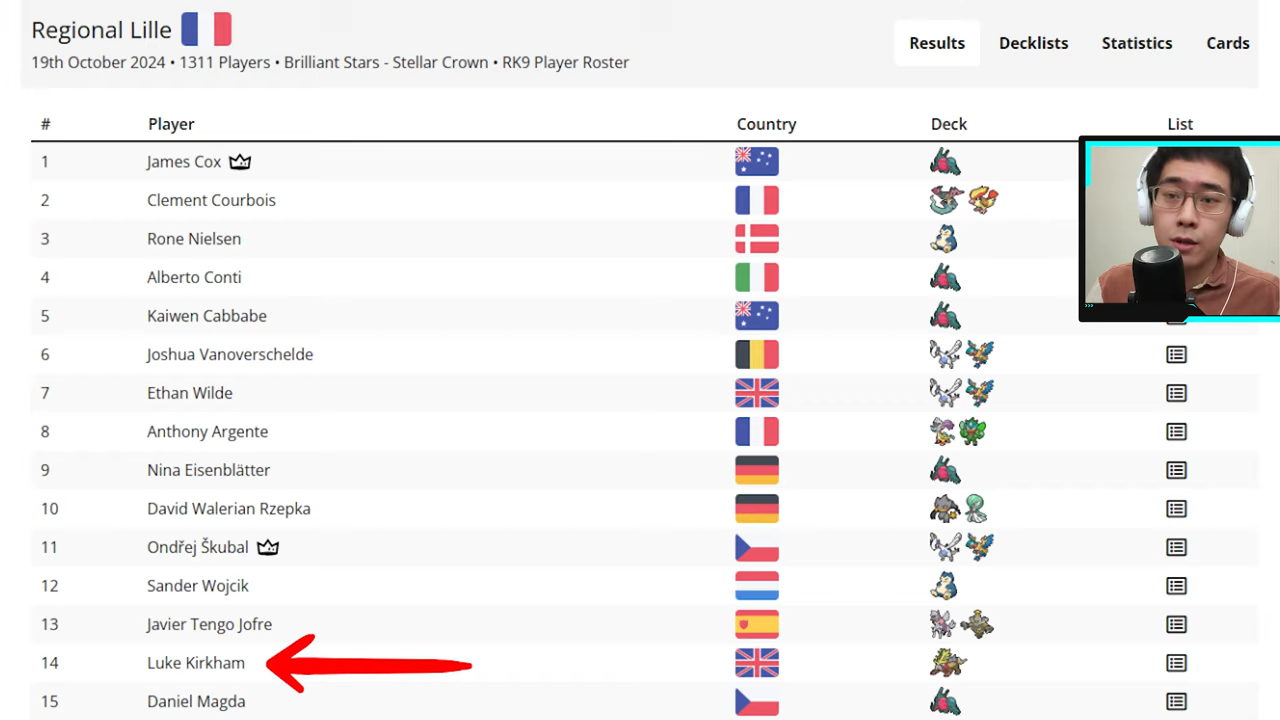 Regional Lille
19th October 2024 • 1311 Players • Brilliant Stars - Stellar Crown • RK9 Player Roster
Results Decklists Statistics Cards
# Player Country Deck List
1 James Cox
2 Clement Courbois
3 Rone Nielsen
4 Alberto Conti
5 Kaiwen Cabbabe
6 Joshua Vanoverschelde
7 Ethan Wilde
8 Anthony Argente
9 Nina Eisenblätter
10 David Walerian Rzepka
11 Ondřej Škubal
12 Sander Wojcik
13 Javier Tengo Jofre
14 Luke Kirkham
15 Daniel Magda